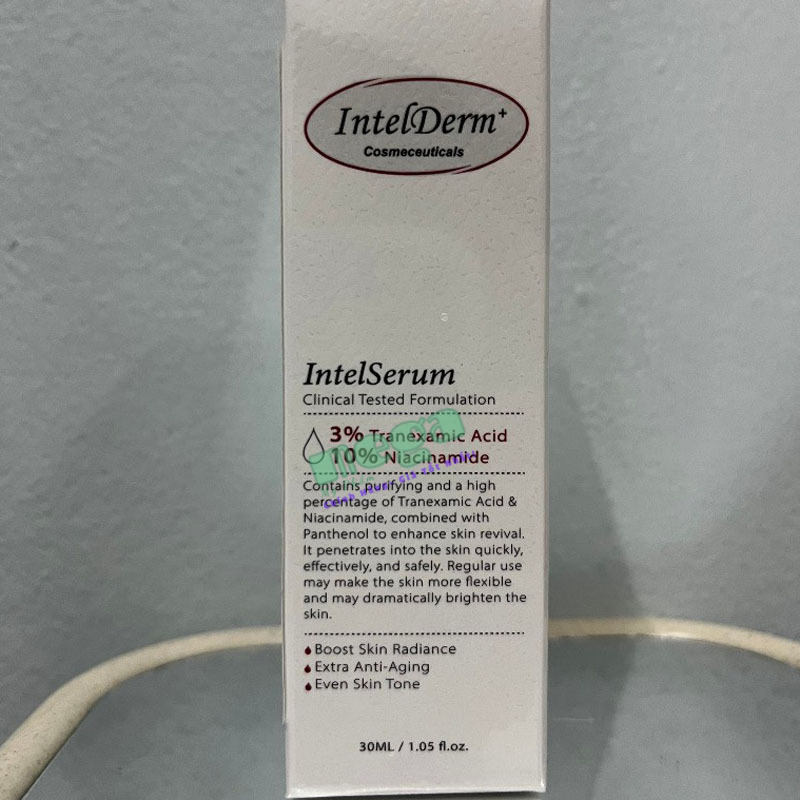 IntelDerm+
Cosmeceuticals
IntelSerum
Clinical Tested Formulation
3% Tranexamic Acid
10% Niacinamide
mega
Contains purifying and a high
percentage of Tranexamic Acid &
Niacinamide, combined with
Panthenol to enhance skin revival.
It penetrates into the skin quickly,
effectively, and safely. Regular use
may make the skin more flexible
and may dramatically brighten the
skin.
Boost Skin Radiance
Extra Anti-Aging
Even Skin Tone
30ML / 1.05 fl.oz.